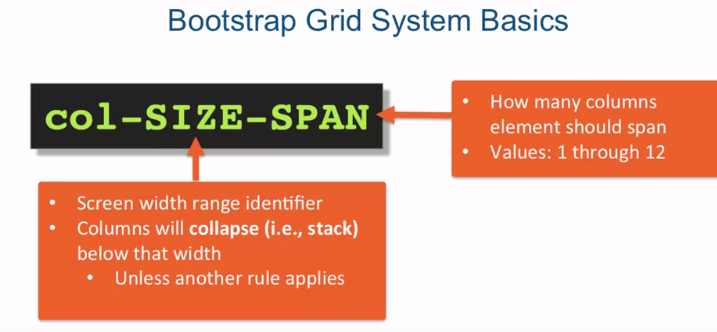 Bootstrap Grid System Basics
col-SIZE-SPAN
• How many columns
element should span
• Values: 1 through 12
• Screen width range identifier
• Columns will collapse (i.e., stack)
below that width
• Unless another rule applies